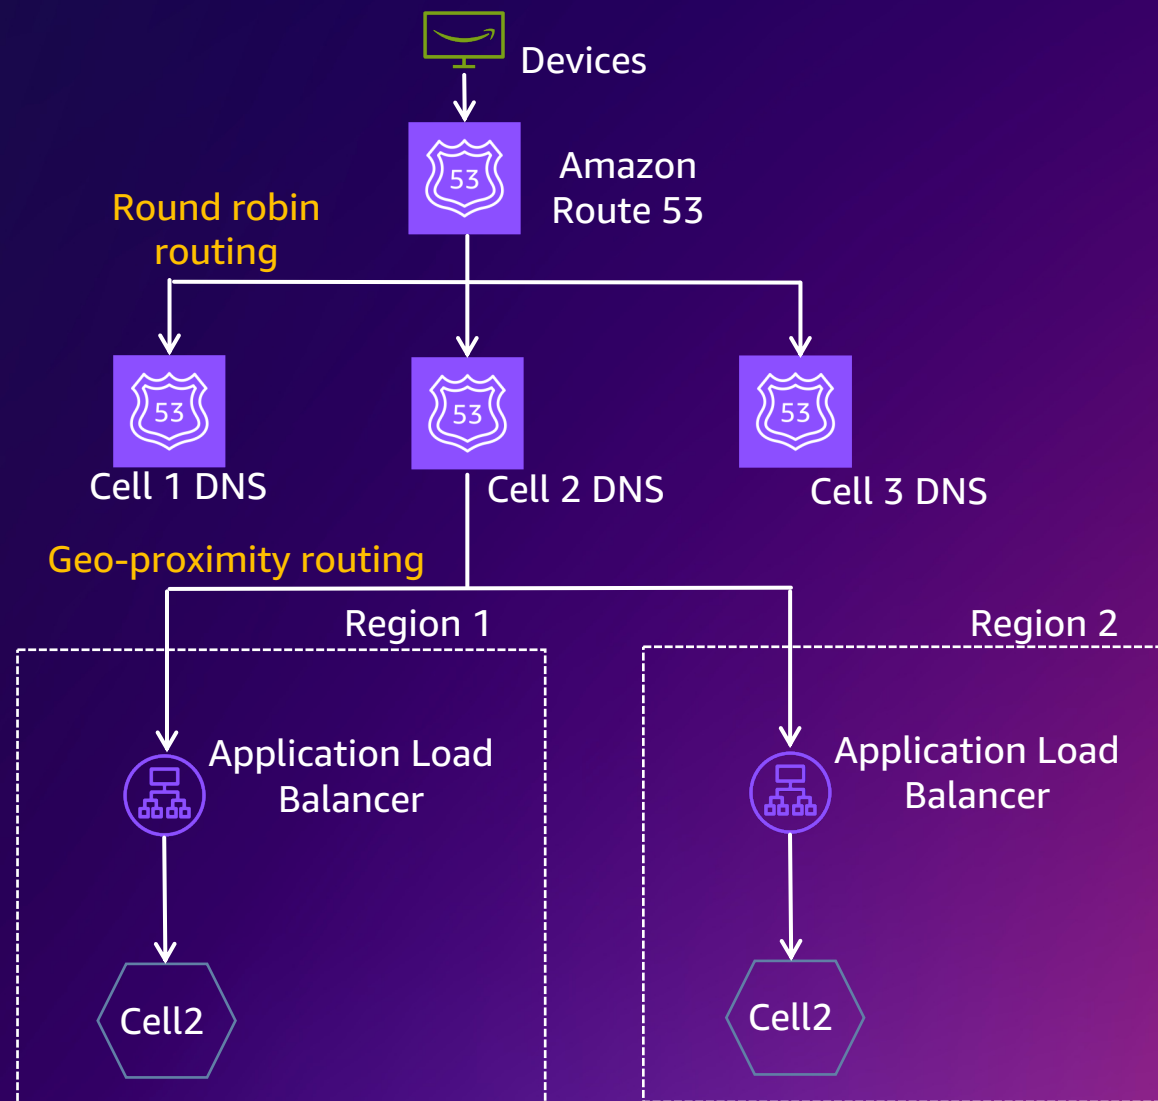 Devices
53
Amazon
Route 53
Round robin
routing
53
53
53
Cell 1 DNS
Cell 2 DNS
Cell 3 DNS
Geo-proximity routing
Region 1
Region 2
Application Load
Balancer
Application Load
Balancer
Cell2
Cell2